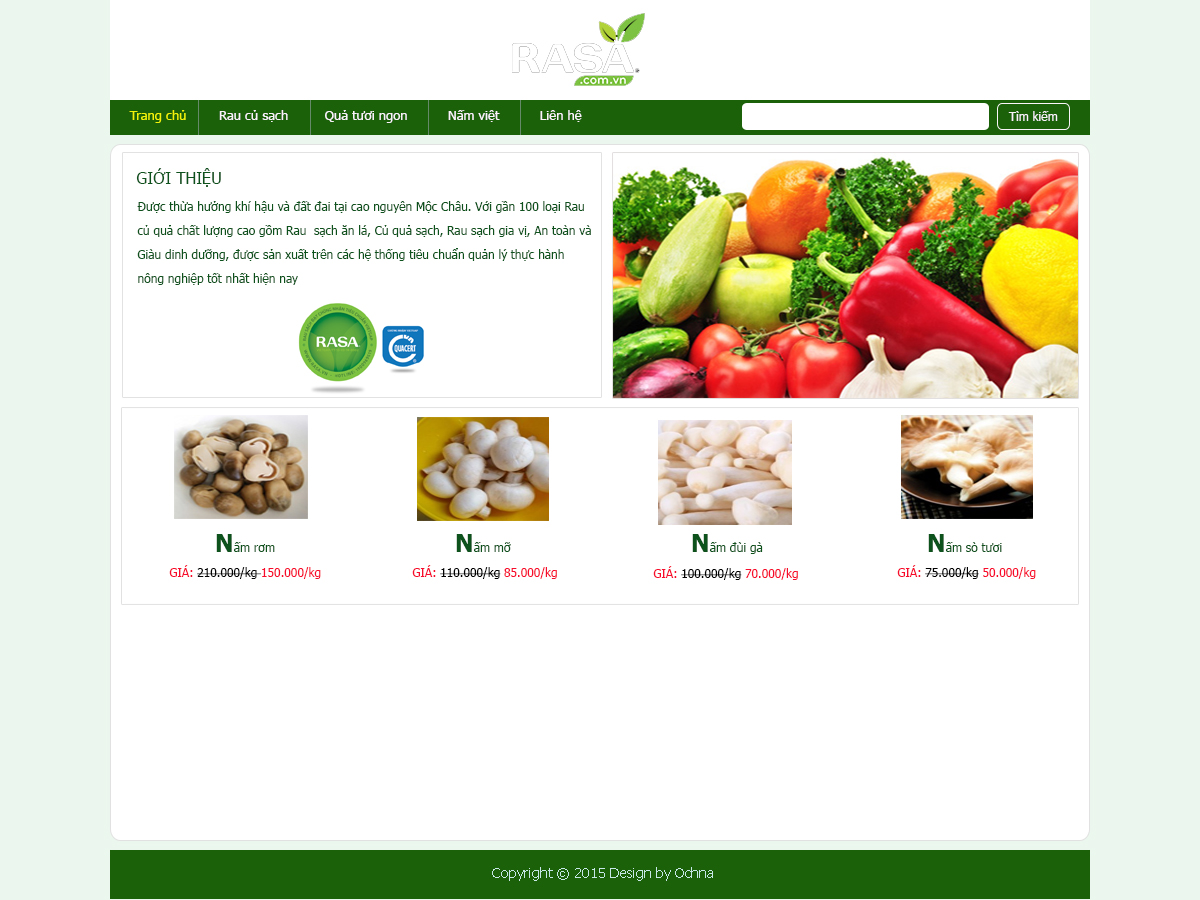 RASA
.com.vn
Trang chủ Rau củ sạch Quả tươi ngon Nấm việt Liên hệ Tìm kiếm
GIỚI THIỆU
Được thừa hưởng khí hậu và đất đai tại cao nguyên Mộc Châu. Với gần 100 loại Rau
củ quả chất lượng cao gồm Rau sạch ăn lá, Củ quả sạch, Rau sạch gia vị, An toàn và
Giàu dinh dưỡng, được sản xuất trên các hệ thống tiêu chuẩn quản lý thực hành
nông nghiệp tốt nhất hiện nay
RASA
QUACERT
Nấm rơm
GIÁ: 210.000/kg 150.000/kg
Nấm mỡ
GIÁ: 110.000/kg 85.000/kg
Nấm đùi gà
GIÁ: 100.000/kg 70.000/kg
Nấm sò tươi
GIÁ: 75.000/kg 50.000/kg
Copyright © 2015 Design by Odhna